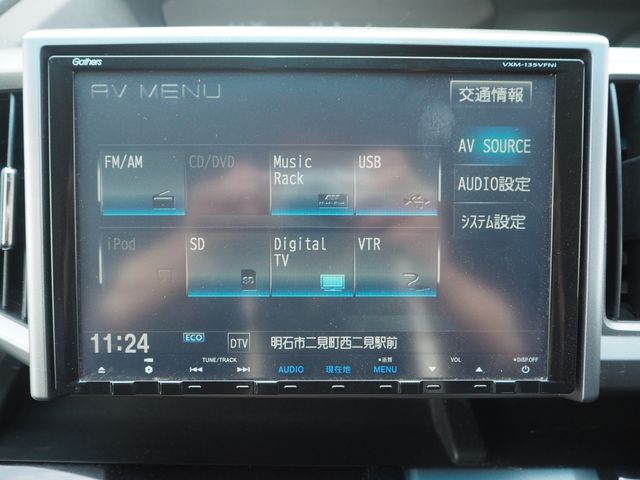 Gathers VXM-135VFNi
AV MENU 交通情報
FM/AM CD/DVD Music Rack USB AV SOURCE
AUDIO設定
システム設定
iPod SD Digital TV VTR
SD
11:24 ECO DTV 明石市二見町西二見駅前
TUNE/TRACK AUDIO 現在地 画質 MENU VOL DISP.OFF